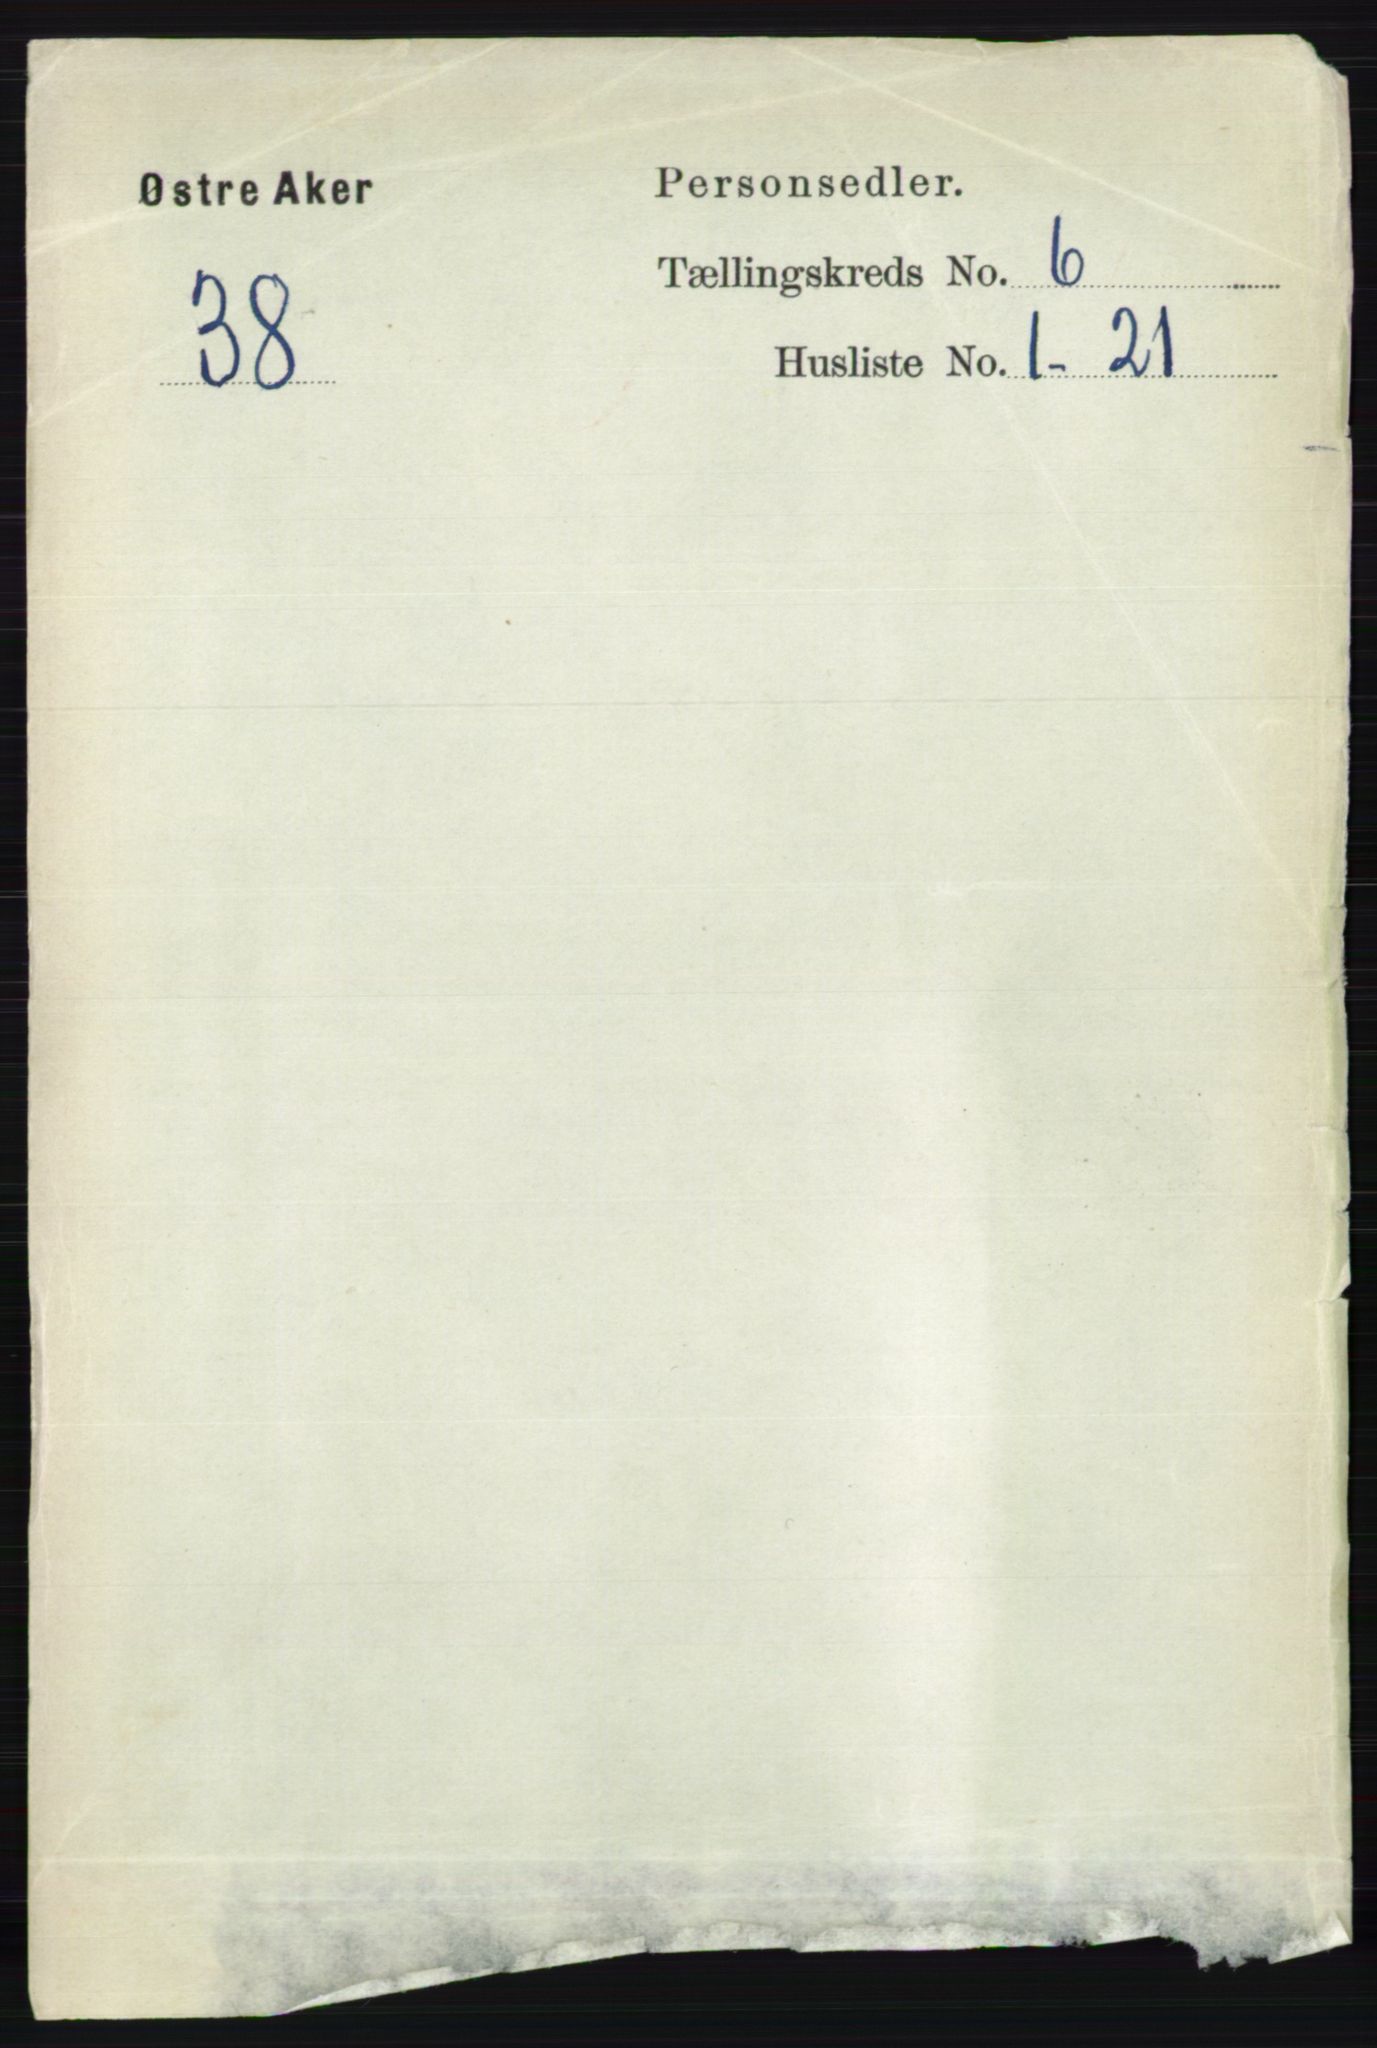 Østre Aker
Personsedler.
Tællingskreds No. 6
38
Husliste No. 1- 21